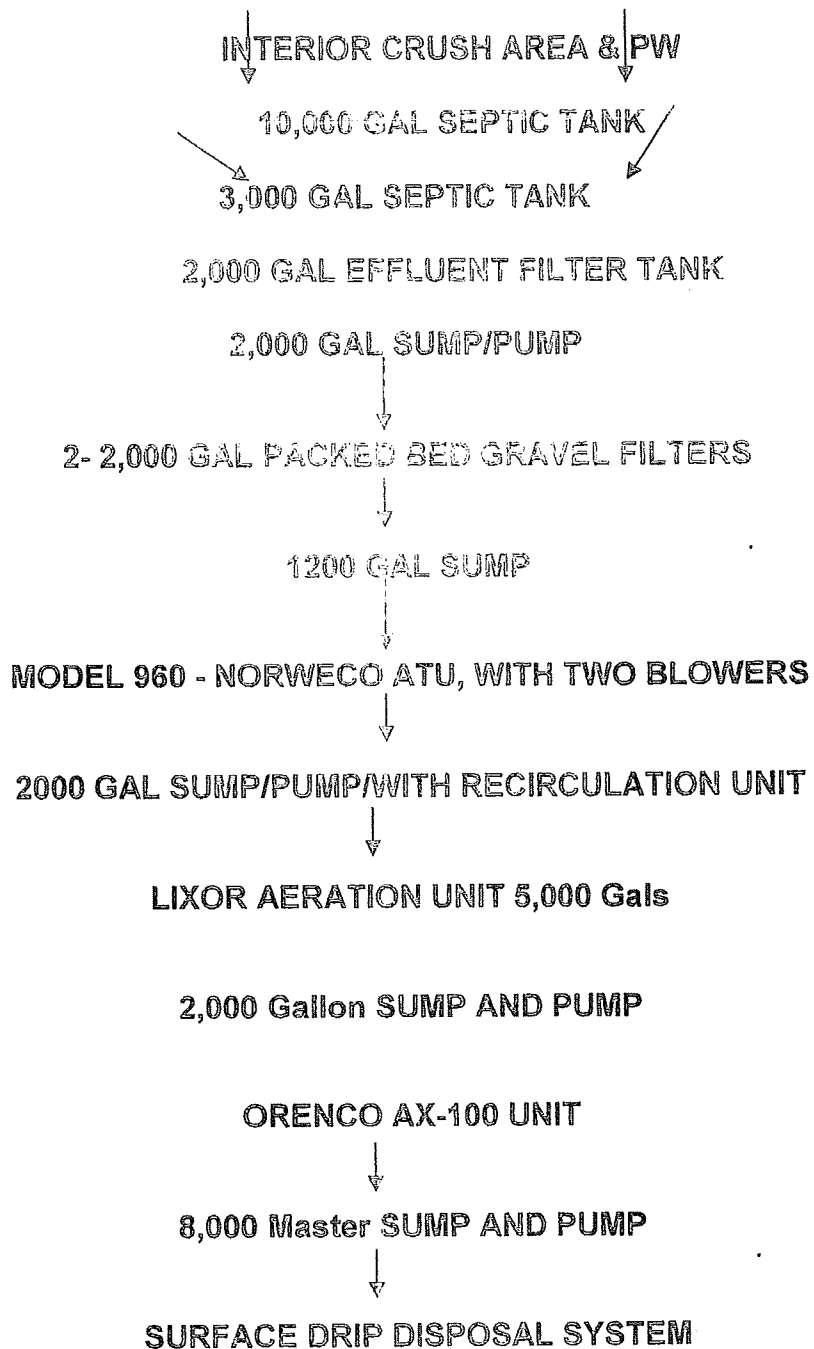 INTERIOR CRUSH AREA & PW
10,000 GAL SEPTIC TANK
3,000 GAL SEPTIC TANK
2,000 GAL EFFLUENT FILTER TANK
2,000 GAL SUMP/PUMP
2- 2,000 GAL PACKED BED GRAVEL FILTERS
1200 GAL SUMP
MODEL 960 - NORWECO ATU, WITH TWO BLOWERS
2000 GAL SUMP/PUMP/WITH RECIRCULATION UNIT
LIXOR AERATION UNIT 5,000 Gals
2,000 Gallon SUMP AND PUMP
ORENCO AX-100 UNIT
8,000 Master SUMP AND PUMP
SURFACE DRIP DISPOSAL SYSTEM